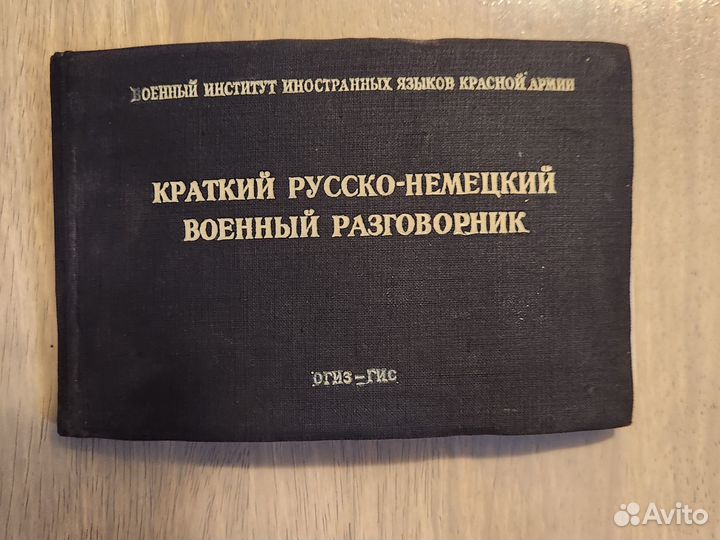 ВОЕННЫЙ ИНСТИТУТ ИНОСТРАННЫХ ЯЗЫКОВ КРАСНОЙ АРМИИ
КРАТКИЙ РУССКО-НЕМЕЦКИЙ
ВОЕННЫЙ РАЗГОВОРНИК
ОГИЗ–ГИС
Avito